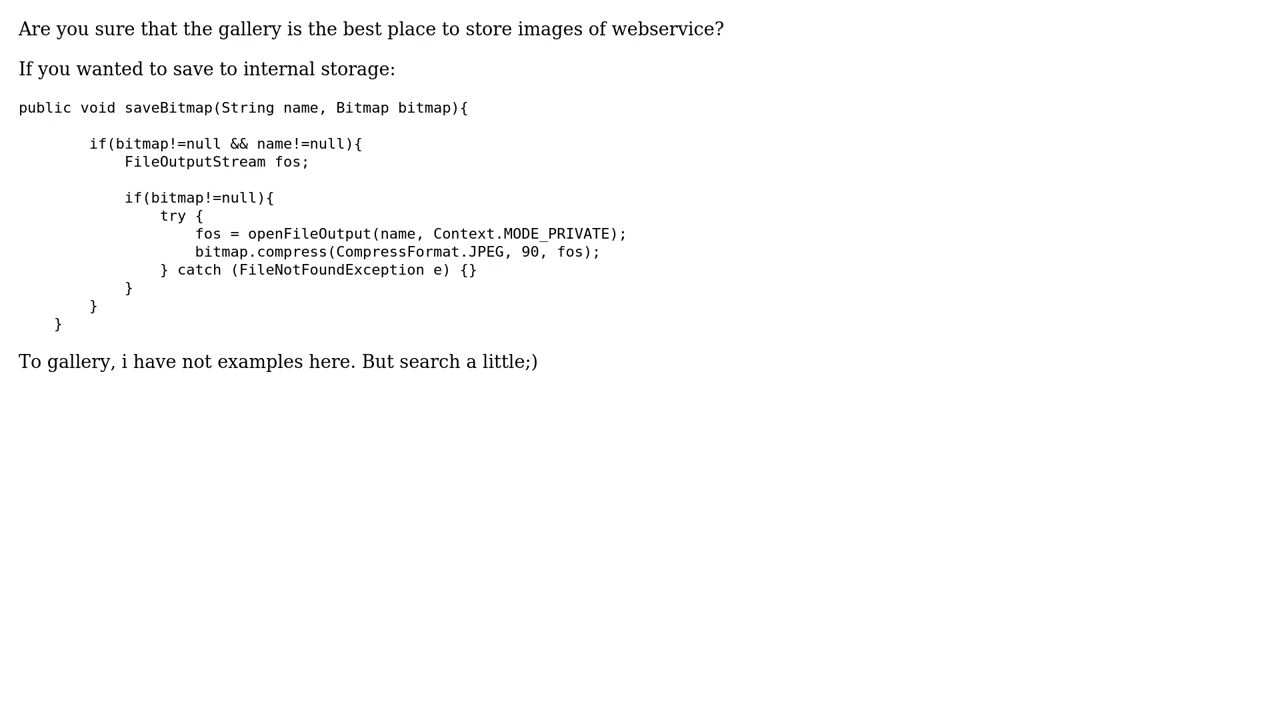 Are you sure that the gallery is the best place to store images of webservice?
If you wanted to save to internal storage:
public void saveBitmap(String name, Bitmap bitmap){
        if(bitmap!=null && name!=null){
            FileOutputStream fos;
            if(bitmap!=null){
                try {
                    fos = openFileOutput(name, Context.MODE_PRIVATE);
                    bitmap.compress(CompressFormat.JPEG, 90, fos);
                } catch (FileNotFoundException e) {}
            }
        }
    }
To gallery, i have not examples here. But search a little;)